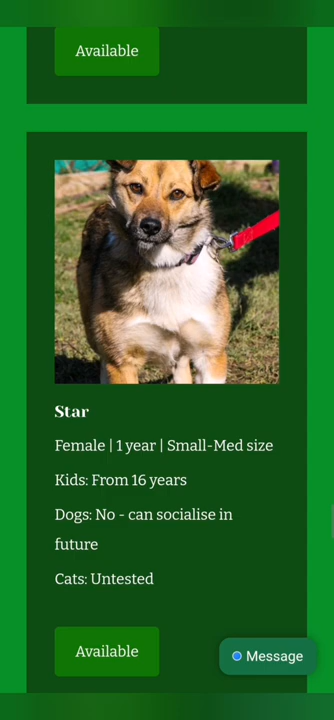 Available
Star
Female | 1 year | Small-Med size
Kids: From 16 years
Dogs: No - can socialise in
future
Cats: Untested
Available
Message